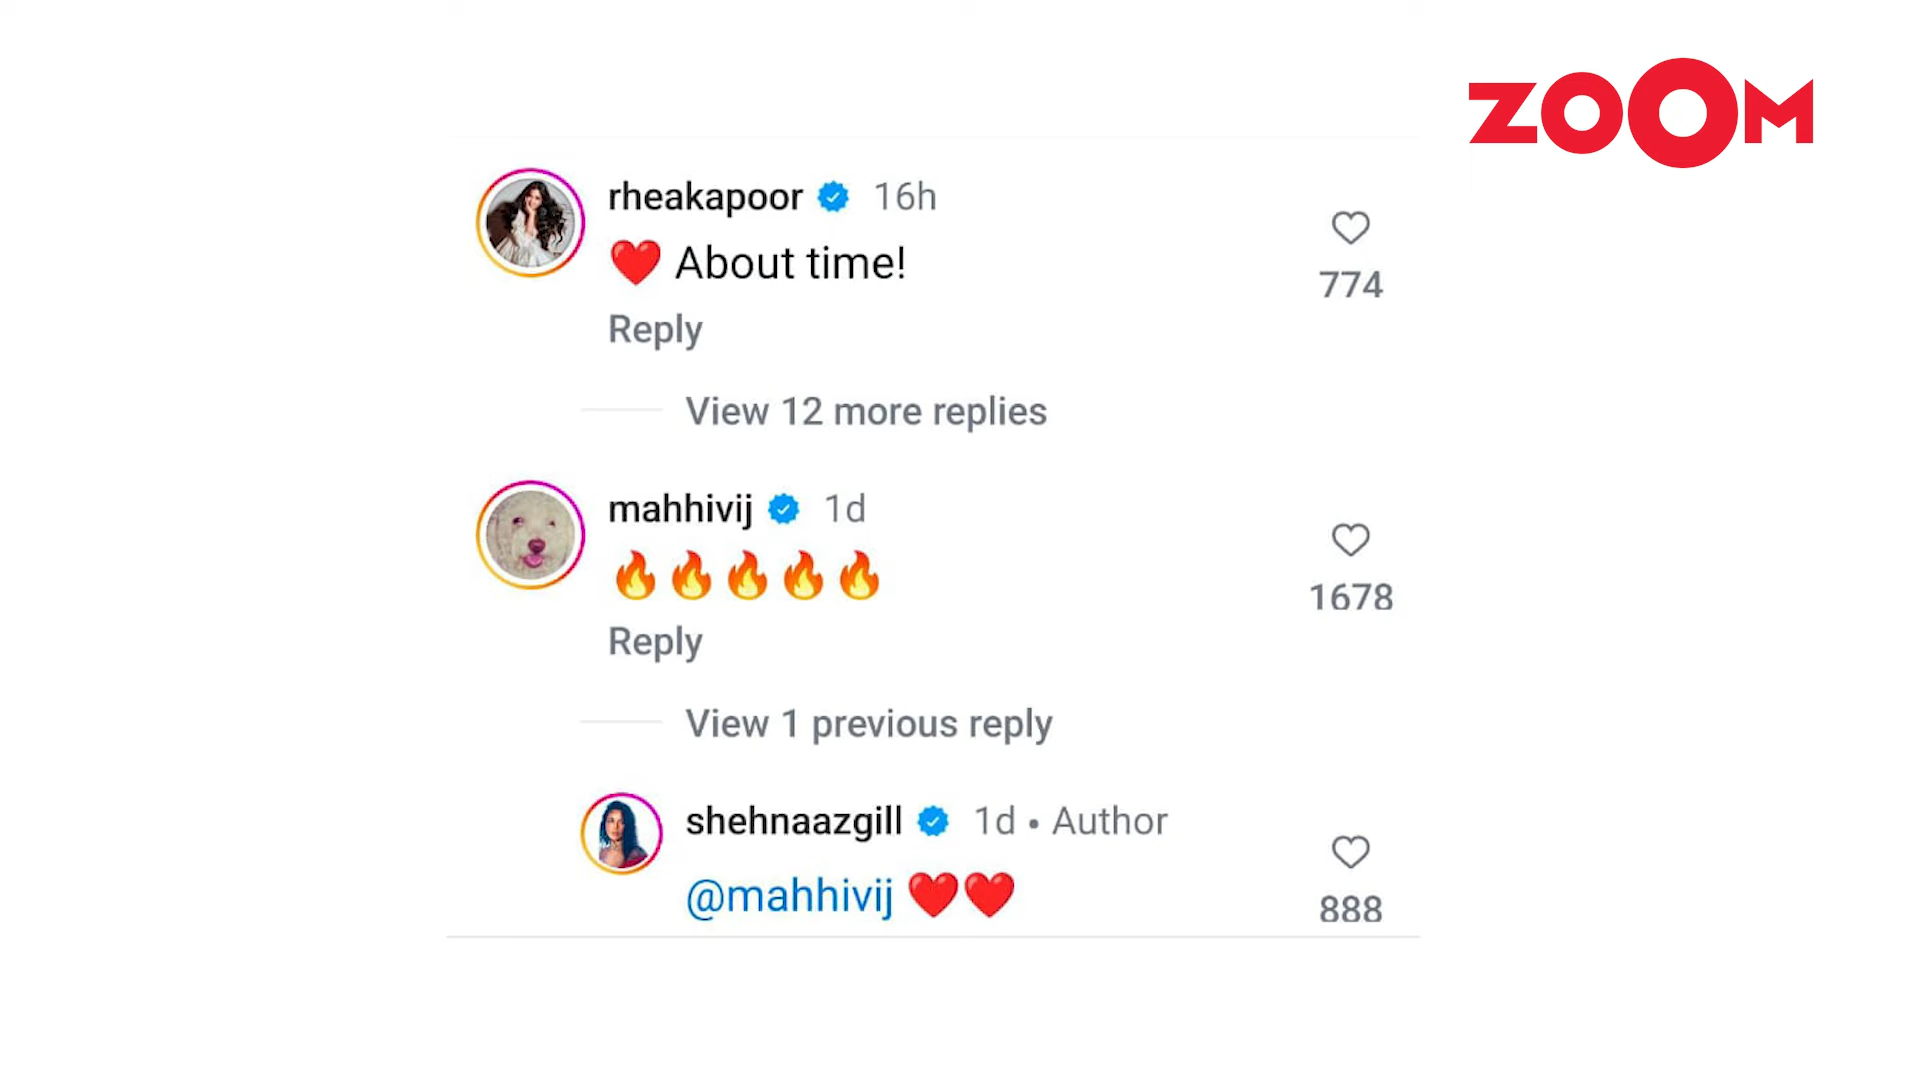 ZOOM
rheakapoor 16h
❤️ About time!
774
Reply
View 12 more replies
mahhivij 1d
🔥🔥🔥🔥🔥
1678
Reply
View 1 previous reply
shehnaazgill 1d • Author
@mahhivij ❤️❤️
888